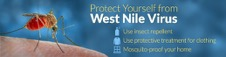 Protect Yourself from
West Nile Virus
Use insect repellent
Use protective treatment for clothing
Mosquito-proof your home